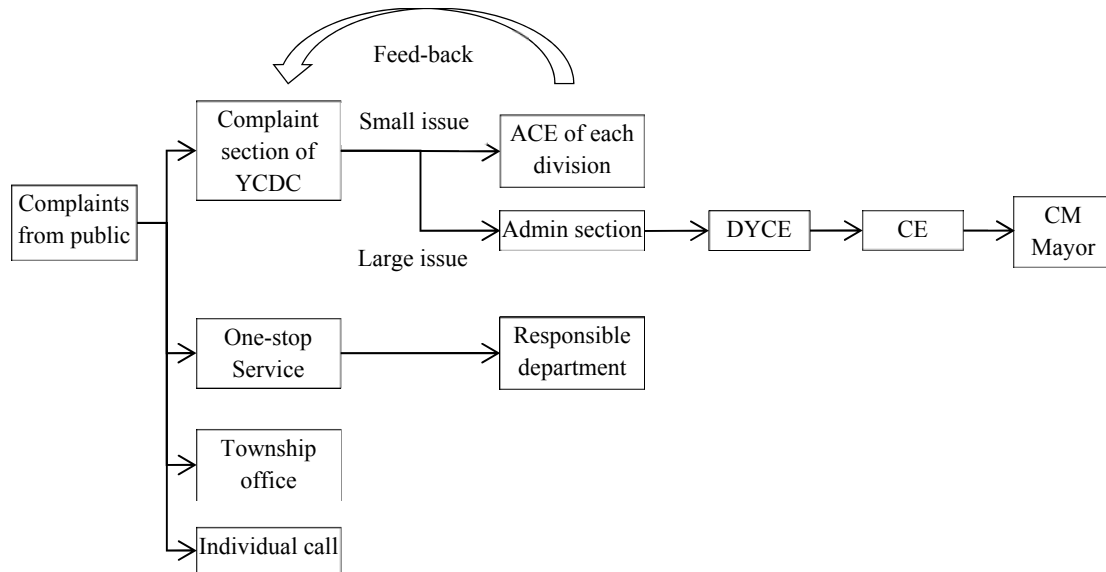 Feed-back
Complaint
section of
YCDC
Small issue
ACE of each
division
Complaints
from public
Large issue
Admin section
DYCE
CE
CM
Mayor
One-stop
Service
Responsible
department
Township
office
Individual call